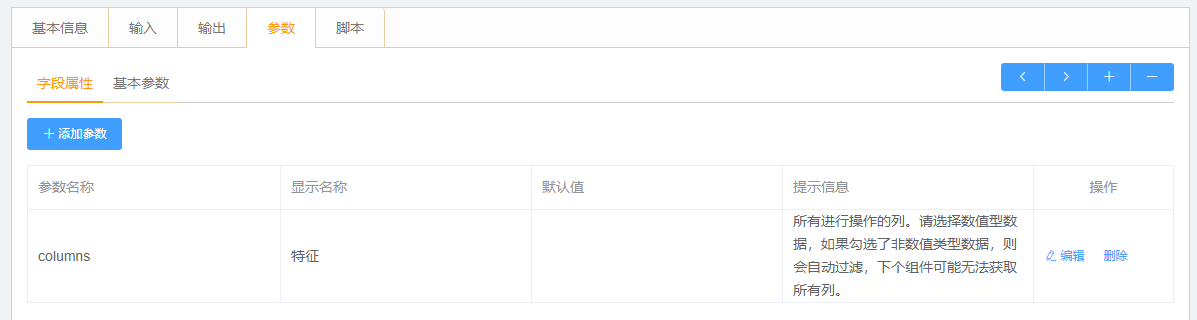 基本信息 输入 输出 参数 脚本
字段属性 基本参数
+ 添加参数
参数名称 显示名称 默认值 提示信息 操作
columns 特征 所有进行操作的列。请选择数值型数
据，如果勾选了非数值类型数据，则
会自动过滤，下个组件可能无法获取
所有列。
编辑 删除